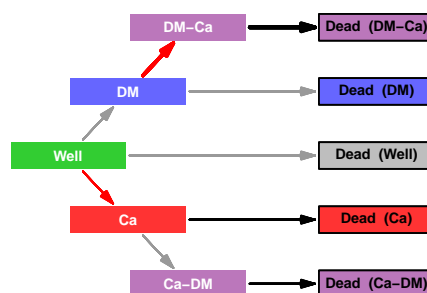 DM−Ca Dead (DM−Ca)
DM Dead (DM)
Well Dead (Well)
Ca Dead (Ca)
Ca−DM Dead (Ca−DM)